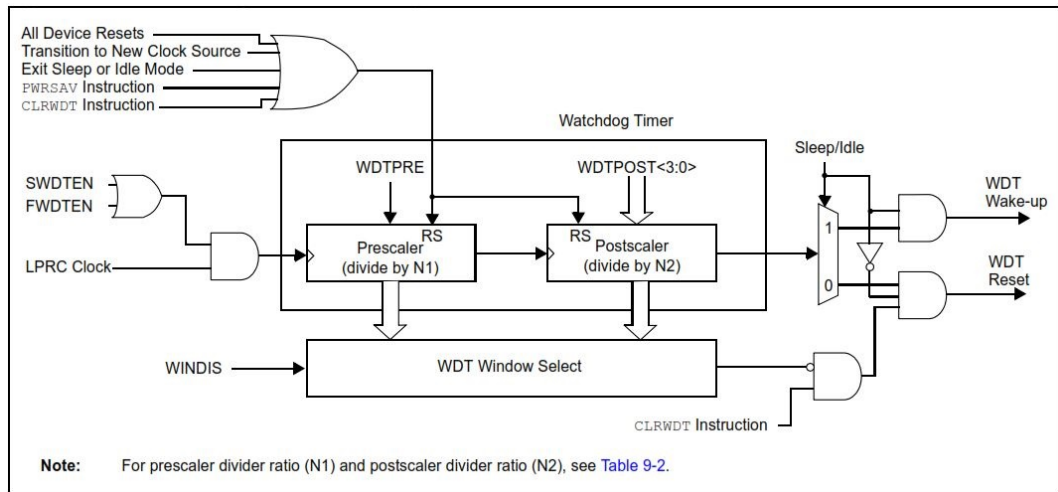 All Device Resets
Transition to New Clock Source
Exit Sleep or Idle Mode
PWRSAV Instruction
CLRWDT Instruction
Watchdog Timer
Sleep/Idle
WDTPRE
WDTPOST<3:0>
SWDTEN
FWDTEN
WDT
Wake-up
RS
RS
Prescaler
(divide by N1)
Postscaler
(divide by N2)
1
0
LPRC Clock
WDT
Reset
WINDIS
WDT Window Select
CLRWDT Instruction
Note: For prescaler divider ratio (N1) and postscaler divider ratio (N2), see Table 9-2.